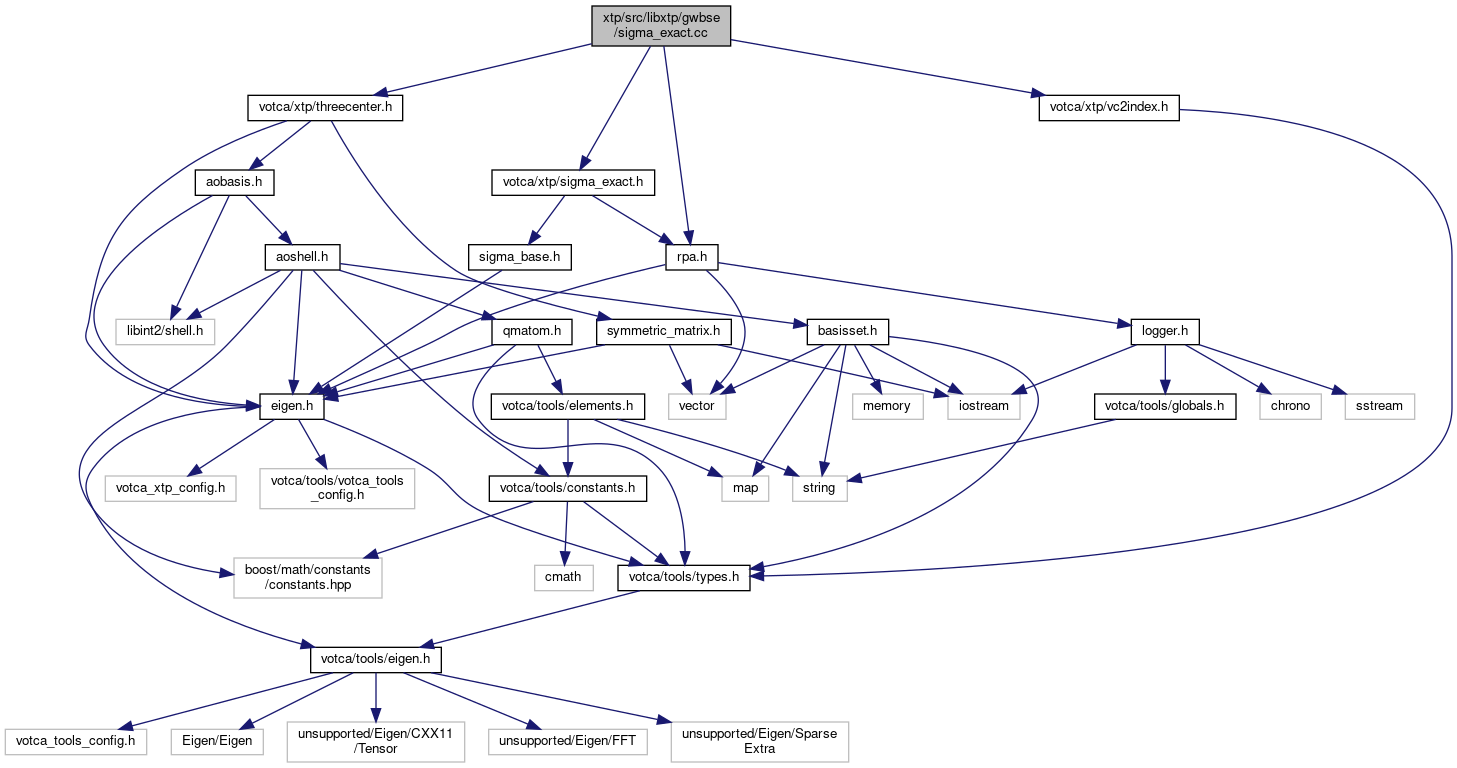 xtp/src/libxtp/gwbse
/sigma_exact.cc
votca/xtp/threecenter.h
votca/xtp/vc2index.h
aobasis.h
votca/xtp/sigma_exact.h
aoshell.h
sigma_base.h
rpa.h
libint2/shell.h
qmatom.h
symmetric_matrix.h
basisset.h
logger.h
eigen.h
votca/tools/elements.h
vector
memory
iostream
votca/tools/globals.h
chrono
sstream
votca_xtp_config.h
votca/tools/votca_tools
_config.h
votca/tools/constants.h
map
string
boost/math/constants
/constants.hpp
cmath
votca/tools/types.h
votca/tools/eigen.h
votca_tools_config.h
Eigen/Eigen
unsupported/Eigen/CXX11
/Tensor
unsupported/Eigen/FFT
unsupported/Eigen/Sparse
Extra